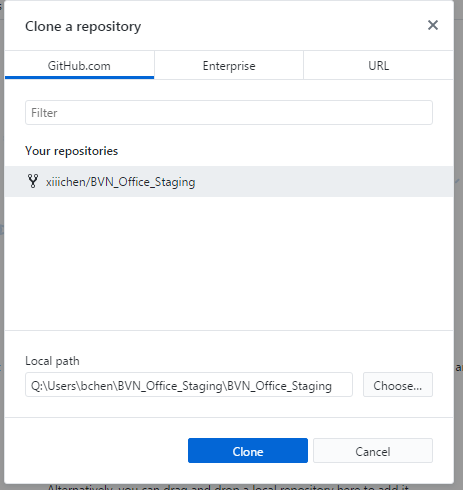 Clone a repository
GitHub.com
Enterprise
URL
Filter
Your repositories
xiiichen/BVN_Office_Staging
Local path
Q:\Users\bchen\BVN_Office_Staging\BVN_Office_Staging
Choose...
Clone
Cancel
Alternatively, you can drag and drop a local repository here to add it